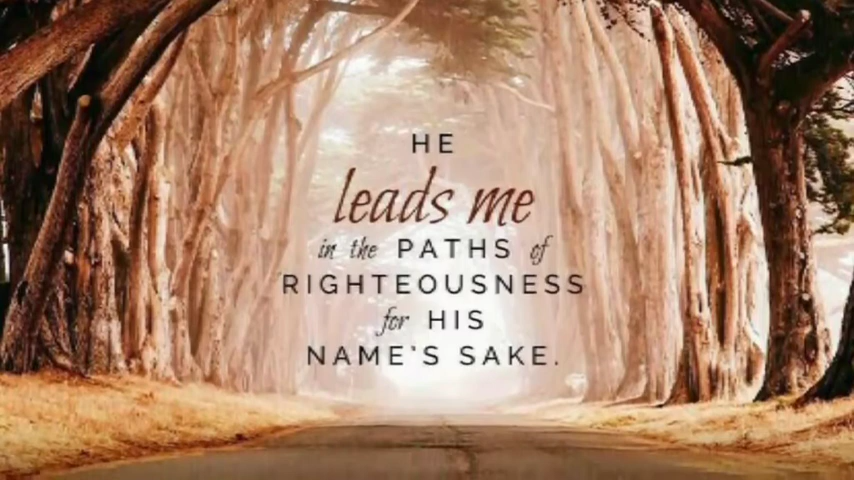 HE
leads me
in the PATHS of
RIGHTEOUSNESS
for HIS
NAME'S SAKE.